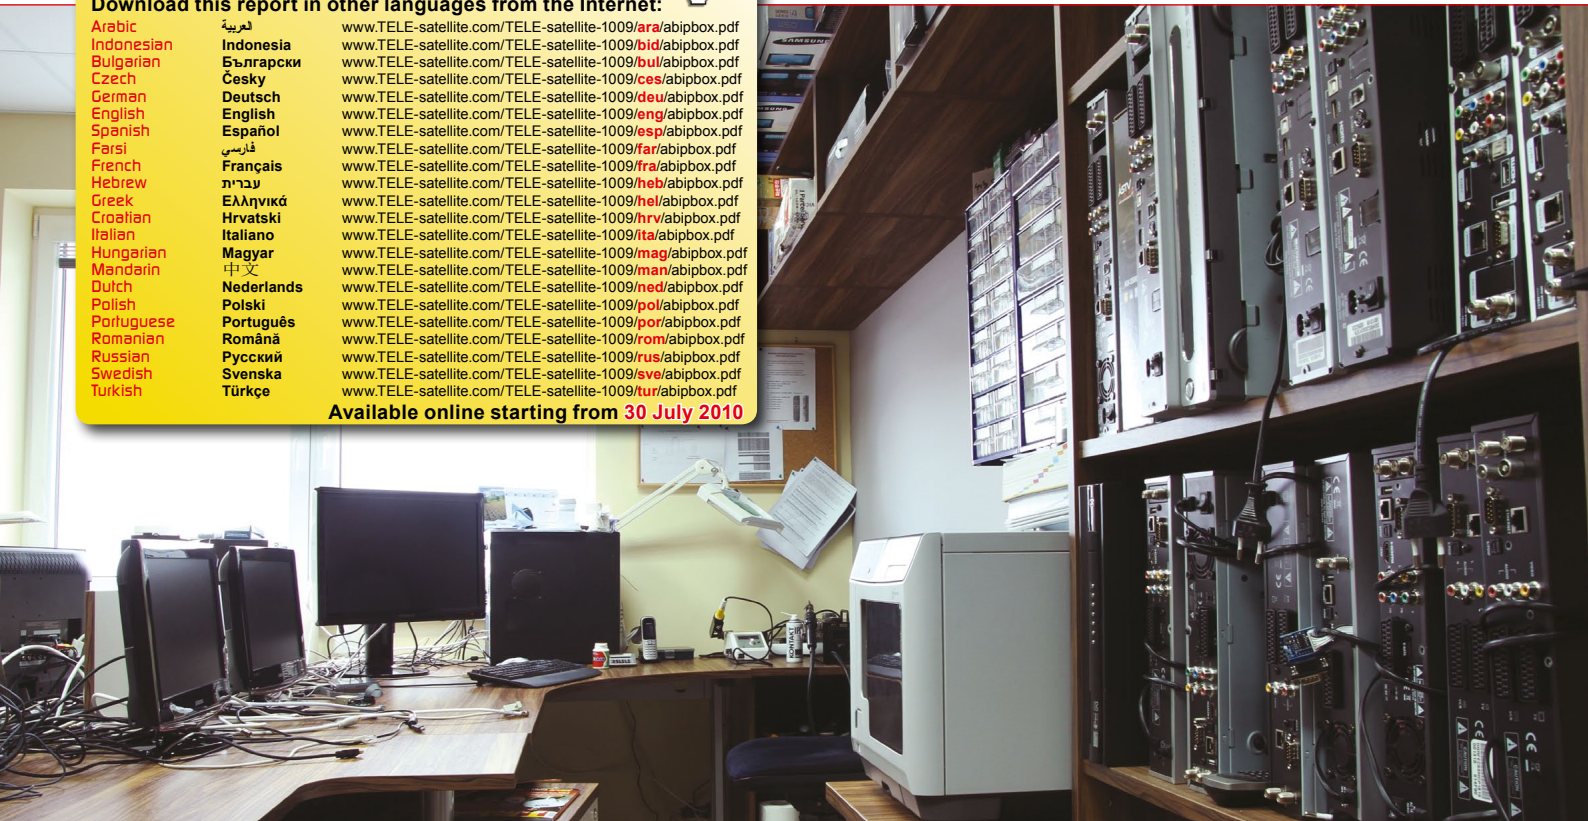 Download this report in other languages from the Internet:
Arabic العربية www.TELE-satellite.com/TELE-satellite-1009/ara/abipbox.pdf
Indonesian Indonesia www.TELE-satellite.com/TELE-satellite-1009/bid/abipbox.pdf
Bulgarian Български www.TELE-satellite.com/TELE-satellite-1009/bul/abipbox.pdf
Czech Česky www.TELE-satellite.com/TELE-satellite-1009/ces/abipbox.pdf
German Deutsch www.TELE-satellite.com/TELE-satellite-1009/deu/abipbox.pdf
English English www.TELE-satellite.com/TELE-satellite-1009/eng/abipbox.pdf
Spanish Español www.TELE-satellite.com/TELE-satellite-1009/esp/abipbox.pdf
Farsi فارسي www.TELE-satellite.com/TELE-satellite-1009/far/abipbox.pdf
French Français www.TELE-satellite.com/TELE-satellite-1009/fra/abipbox.pdf
Hebrew עברית www.TELE-satellite.com/TELE-satellite-1009/heb/abipbox.pdf
Greek Ελληνικά www.TELE-satellite.com/TELE-satellite-1009/hel/abipbox.pdf
Croatian Hrvatski www.TELE-satellite.com/TELE-satellite-1009/hrv/abipbox.pdf
Italian Italiano www.TELE-satellite.com/TELE-satellite-1009/ita/abipbox.pdf
Hungarian Magyar www.TELE-satellite.com/TELE-satellite-1009/mag/abipbox.pdf
Mandarin 中文 www.TELE-satellite.com/TELE-satellite-1009/man/abipbox.pdf
Dutch Nederlands www.TELE-satellite.com/TELE-satellite-1009/ned/abipbox.pdf
Polish Polski www.TELE-satellite.com/TELE-satellite-1009/pol/abipbox.pdf
Portuguese Português www.TELE-satellite.com/TELE-satellite-1009/por/abipbox.pdf
Romanian Română www.TELE-satellite.com/TELE-satellite-1009/rom/abipbox.pdf
Russian Русский www.TELE-satellite.com/TELE-satellite-1009/rus/abipbox.pdf
Swedish Svenska www.TELE-satellite.com/TELE-satellite-1009/sve/abipbox.pdf
Turkish Türkçe www.TELE-satellite.com/TELE-satellite-1009/tur/abipbox.pdf
Available online starting from 30 July 2010
SAMSUNG
KONTAKT